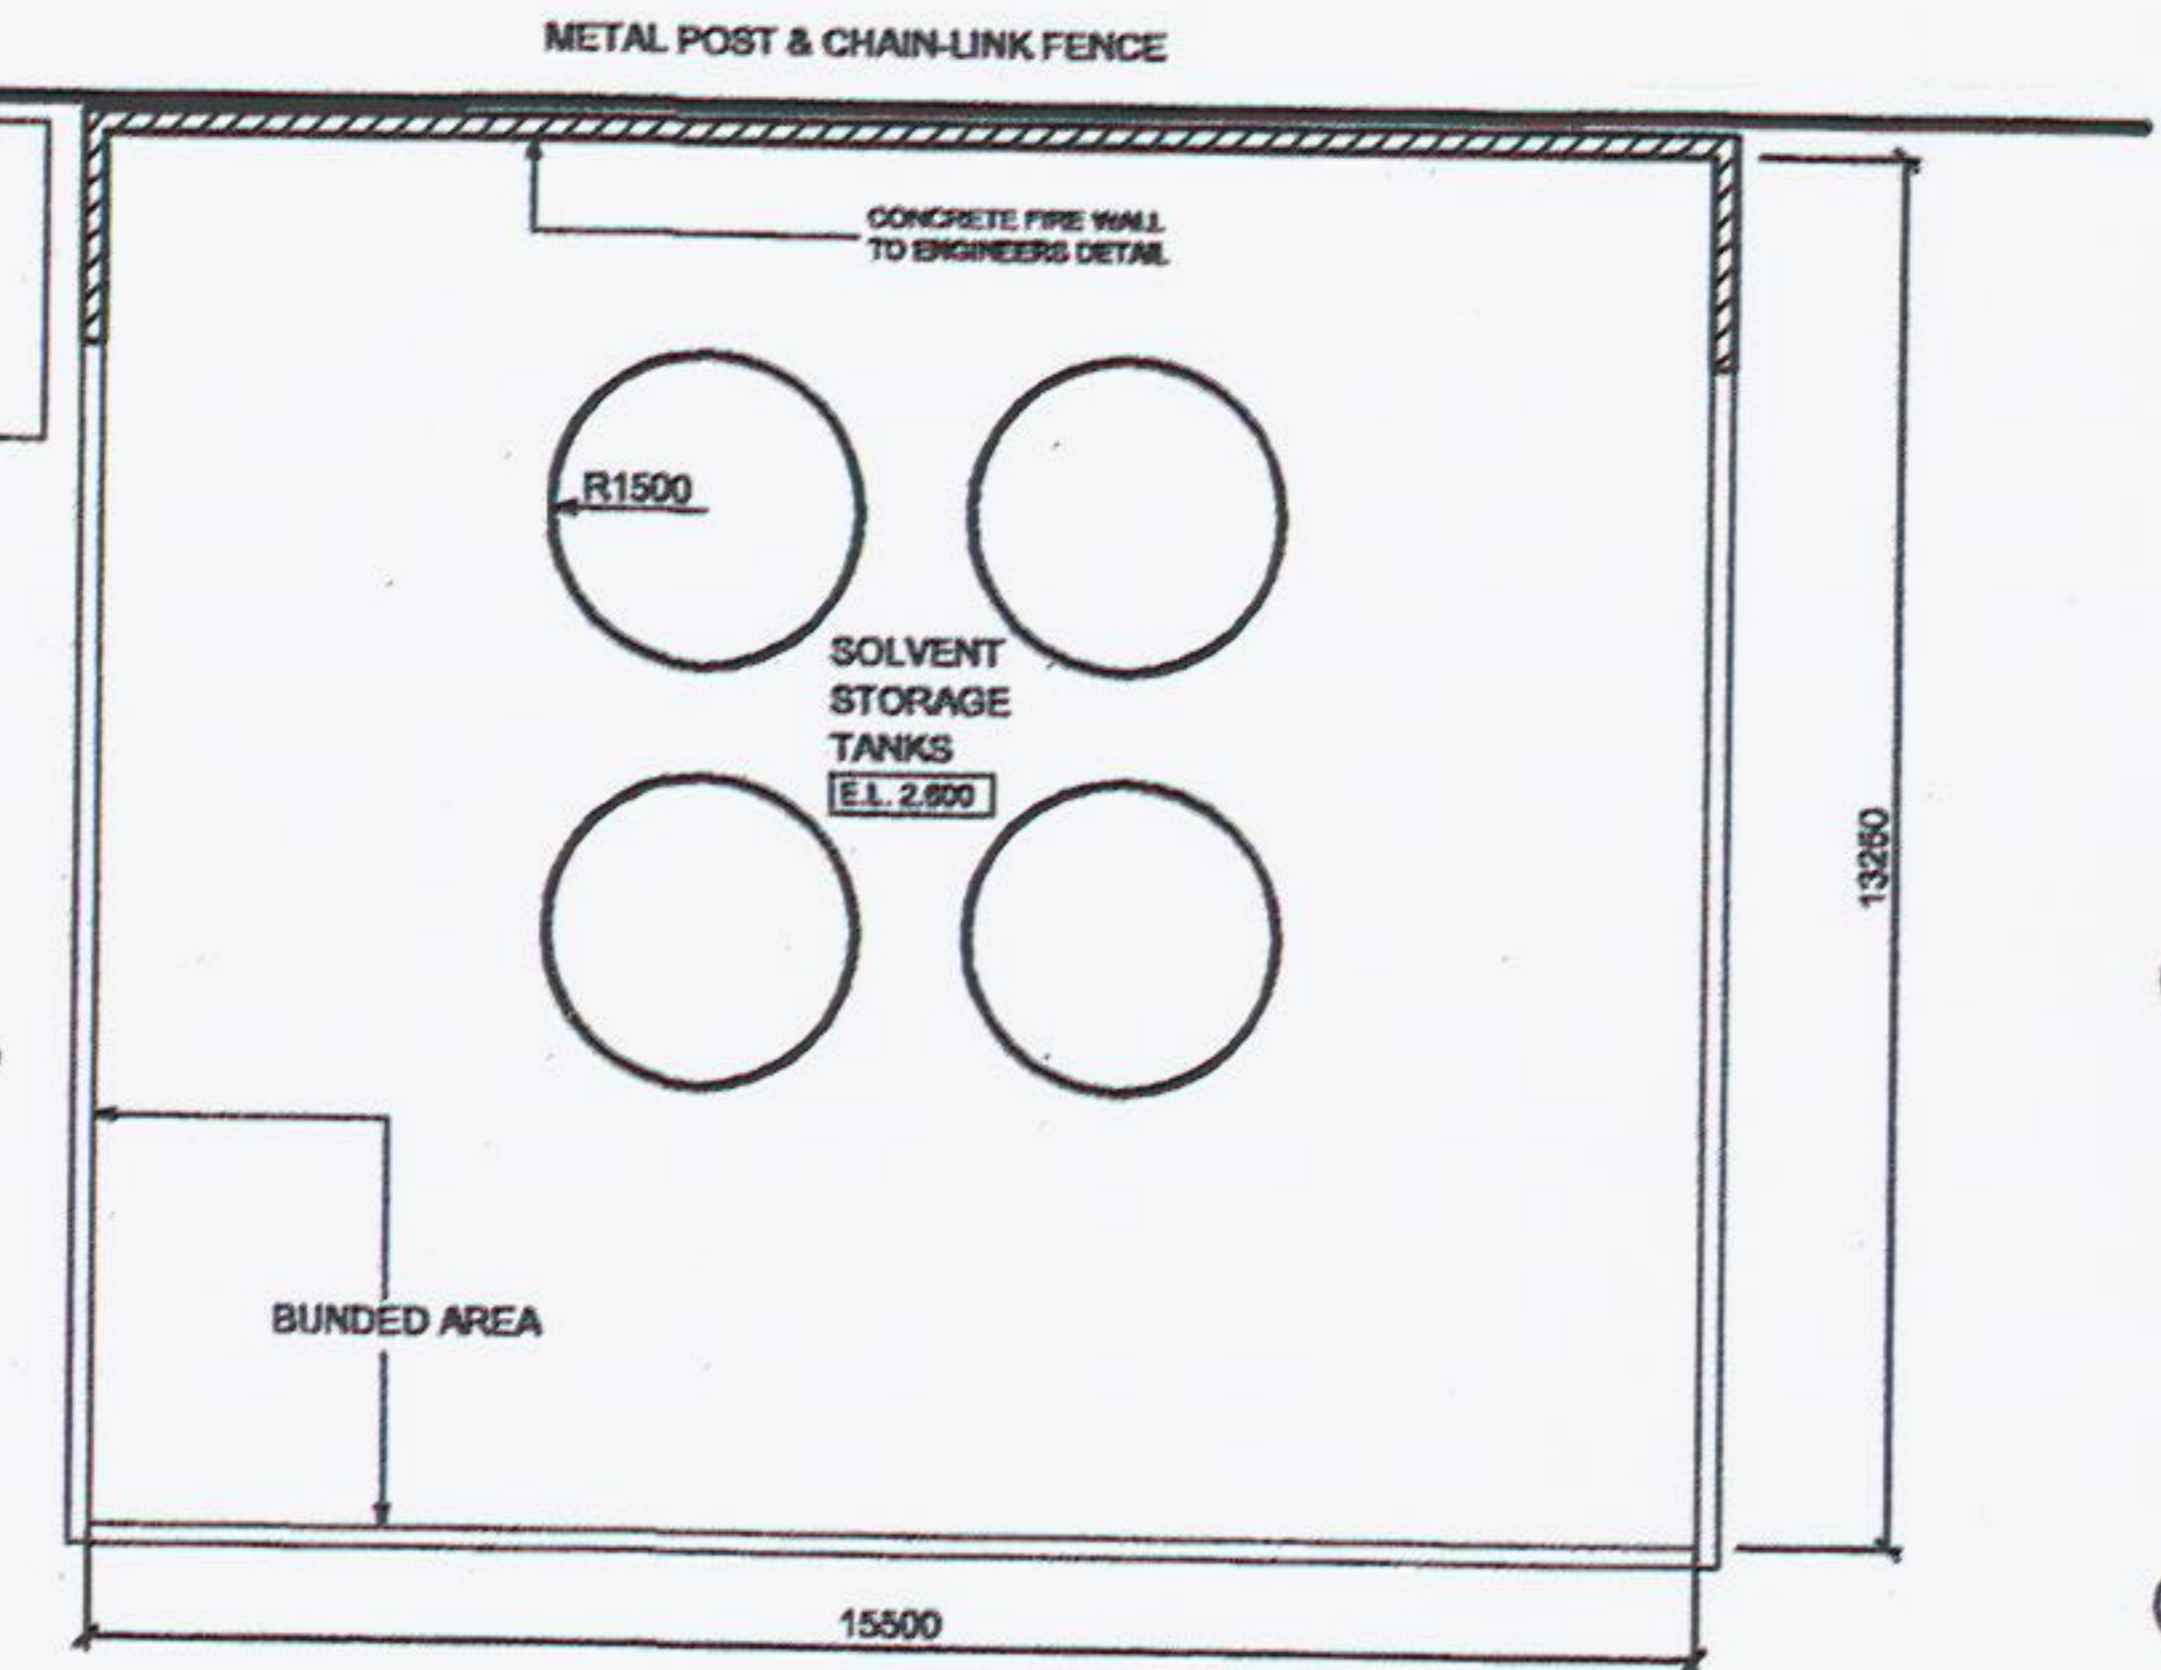 METAL POST & CHAIN-LINK FENCE
CONCRETE FIRE WALL
TO ENGINEERS DETAIL
R1500
SOLVENT
STORAGE
TANKS
E.L. 2.600
13250
BUNDED AREA
15500